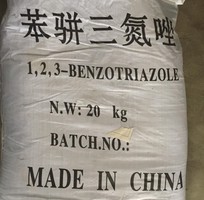 苯骈三氮唑
1,2,3-BENZOTRIAZOLE
N.W: 20 kg
BATCH.NO.:
MADE IN CHINA